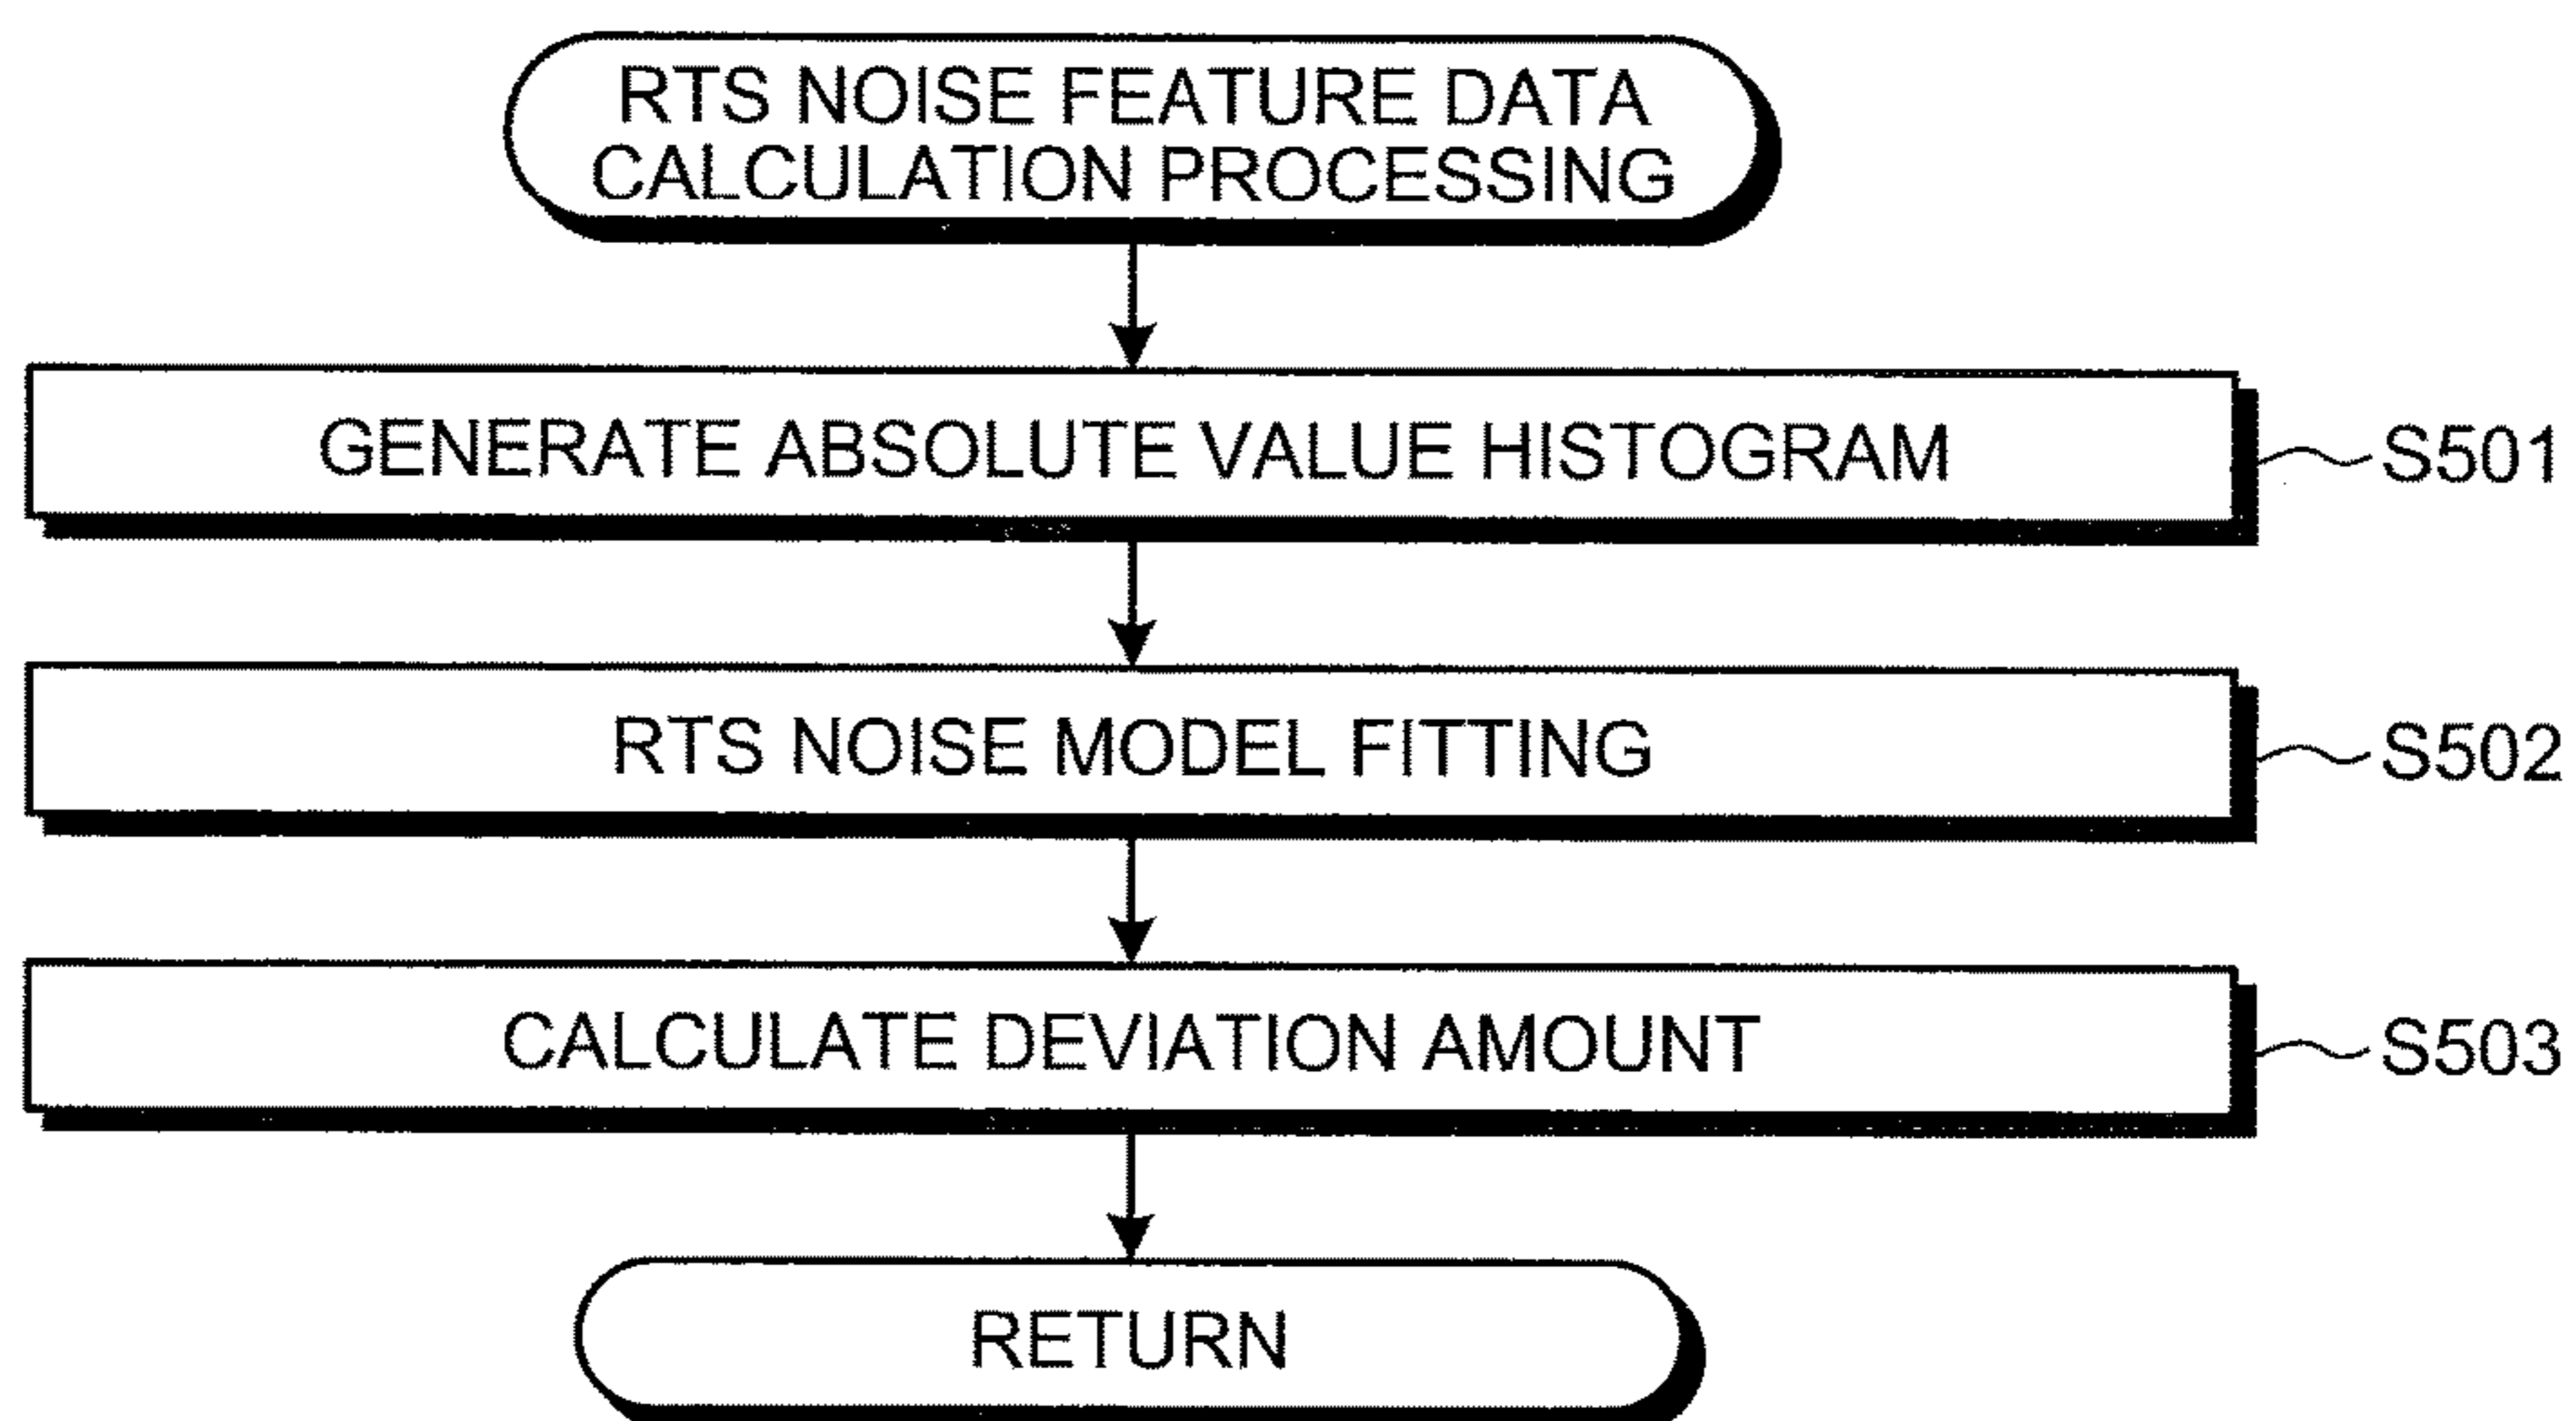 RTS NOISE FEATURE DATA
CALCULATION PROCESSING
GENERATE ABSOLUTE VALUE HISTOGRAM
S501
RTS NOISE MODEL FITTING
S502
CALCULATE DEVIATION AMOUNT
S503
RETURN